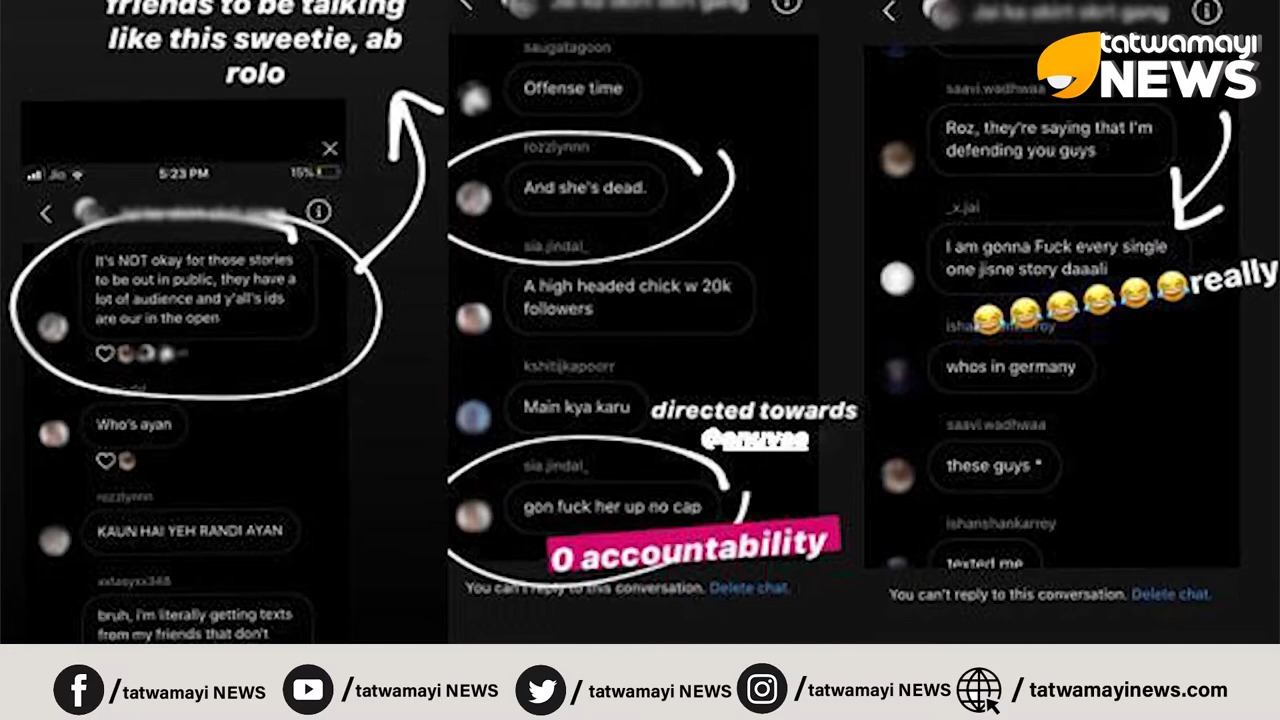 friends to be talking
like this sweetie, ab
rolo
Jio
5:23 PM
15%
It's NOT okay for those stories
to be out in public, they have a
lot of audience and y'all's ids
are our in the open
Who's ayan
rozzlynnn
KAUN HAI YEH RANDI AYAN
xxtasyxx348
bruh, i'm literally getting texts
from my friends that don't
saugatagoon
Offense time
rozzlynnn
And she's dead.
sia.jindal_
A high headed chick w 20k
followers
kshitijkapoorr
Main kya karu
directed towards
sia.jindal_
gon fuck her up no cap
0 accountability
You can't reply to this conversation. Delete chat.
tatwamayi
NEWS
saavi.wadhwaa
Roz, they're saying that I'm
defending you guys
_x.jai
I am gonna Fuck every single
one jisne story daaali
😂😂😂😂😂😂really
whos in germany
saavi.wadhwaa
these guys *
ishanshankarroy
texted me
You can't reply to this conversation. Delete chat.
/tatwamayi NEWS
/tatwamayi NEWS
/ tatwamayi NEWS
/tatwamayi NEWS
/ tatwamayinews.com